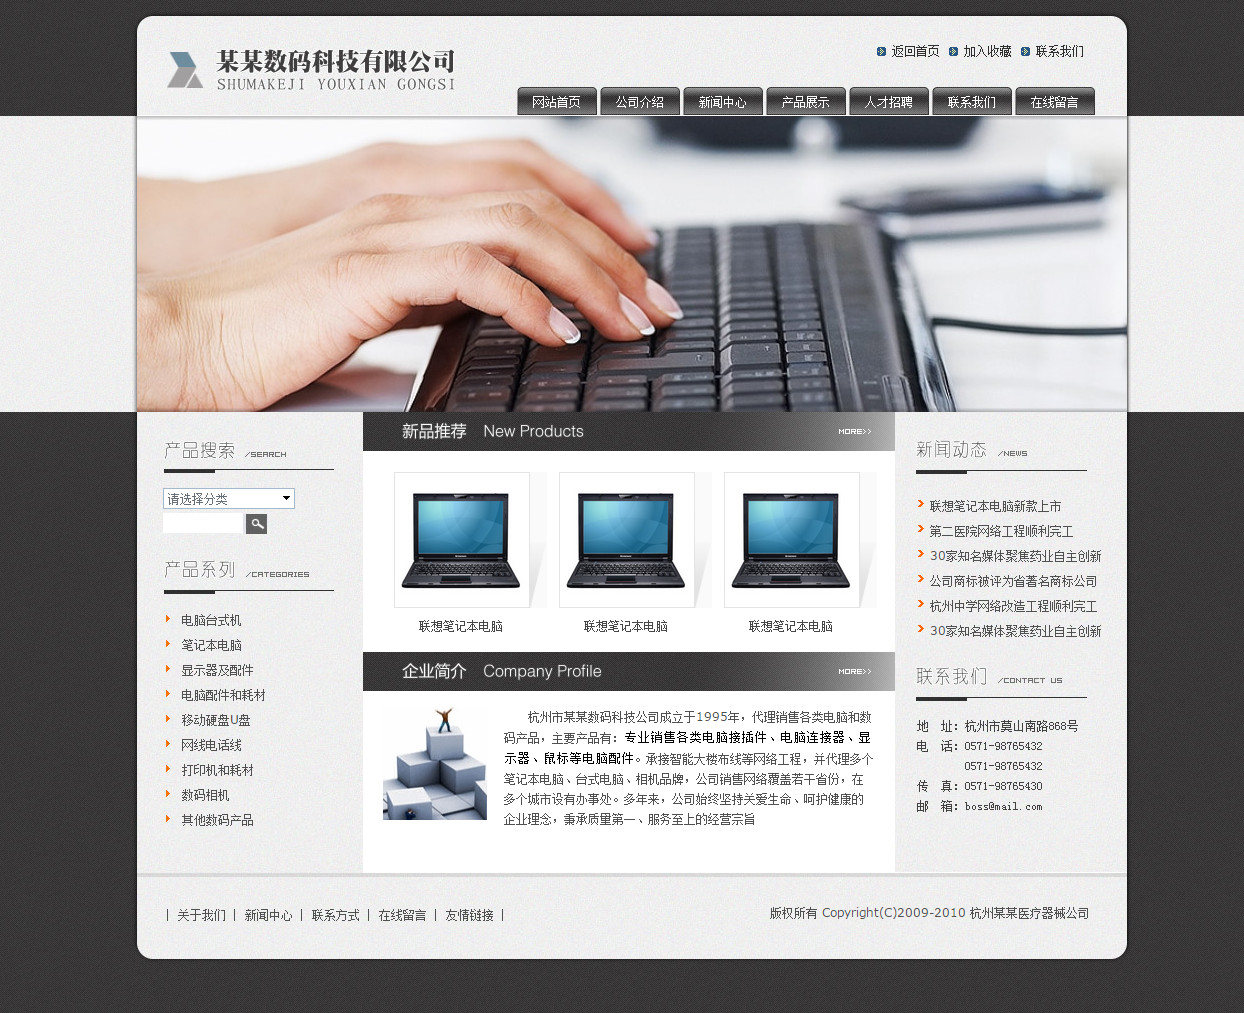 某某数码科技有限公司
SHUMAKEJI YOUXIAN GONGSI
返回首页 加入收藏 联系我们
网站首页 公司介绍 新闻中心 产品展示 人才招聘 联系我们 在线留言
产品搜索 /SEARCH
请选择分类
产品系列 /CATEGORIES
电脑台式机
笔记本电脑
显示器及配件
电脑配件和耗材
移动硬盘U盘
网线电话线
打印机和耗材
数码相机
其他数码产品
新品推荐 New Products MORE>>
联想笔记本电脑 联想笔记本电脑 联想笔记本电脑
企业简介 Company Profile MORE>>
杭州市某某数码科技公司成立于1995年，代理销售各类电脑和数
码产品，主要产品有：专业销售各类电脑接插件、电脑连接器、显
示器、鼠标等电脑配件。承接智能大楼布线等网络工程，并代理多个
笔记本电脑、台式电脑、相机品牌，公司销售网络覆盖若干省份，在
多个城市设有办事处。多年来，公司始终坚持关爱生命、呵护健康的
企业理念，秉承质量第一、服务至上的经营宗旨
新闻动态 /NEWS
联想笔记本电脑新款上市
第二医院网络工程顺利完工
30家知名媒体聚焦药业自主创新
公司商标被评为省著名商标公司
杭州中学网络改造工程顺利完工
30家知名媒体聚焦药业自主创新
联系我们 /CONTACT US
地 址：杭州市莫山南路868号
电 话：0571-98765432
0571-98765432
传 真：0571-98765430
邮 箱：boss@mail.com
| 关于我们 | 新闻中心 | 联系方式 | 在线留言 | 友情链接 |
版权所有 Copyright(C)2009-2010 杭州某某医疗器械公司